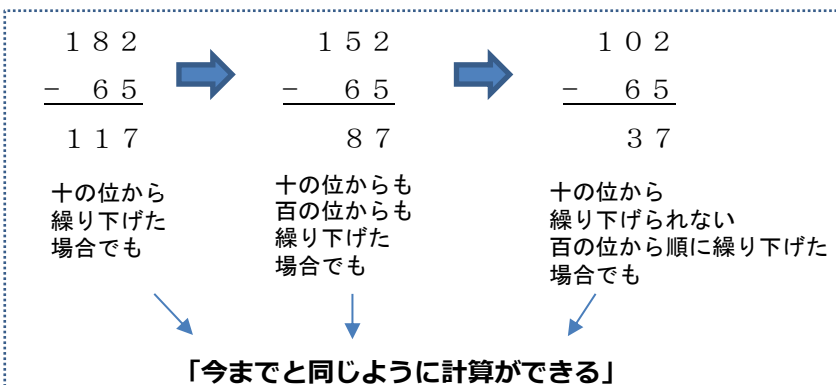 １８２
－　６５
１１７
十の位から
繰り下げた
場合でも
１５２
－　６５
８７
十の位からも
百の位からも
繰り下げた
場合でも
１０２
－　６５
３７
十の位から
繰り下げられない
百の位から順に繰り下げた
場合でも
「今までと同じように計算ができる」